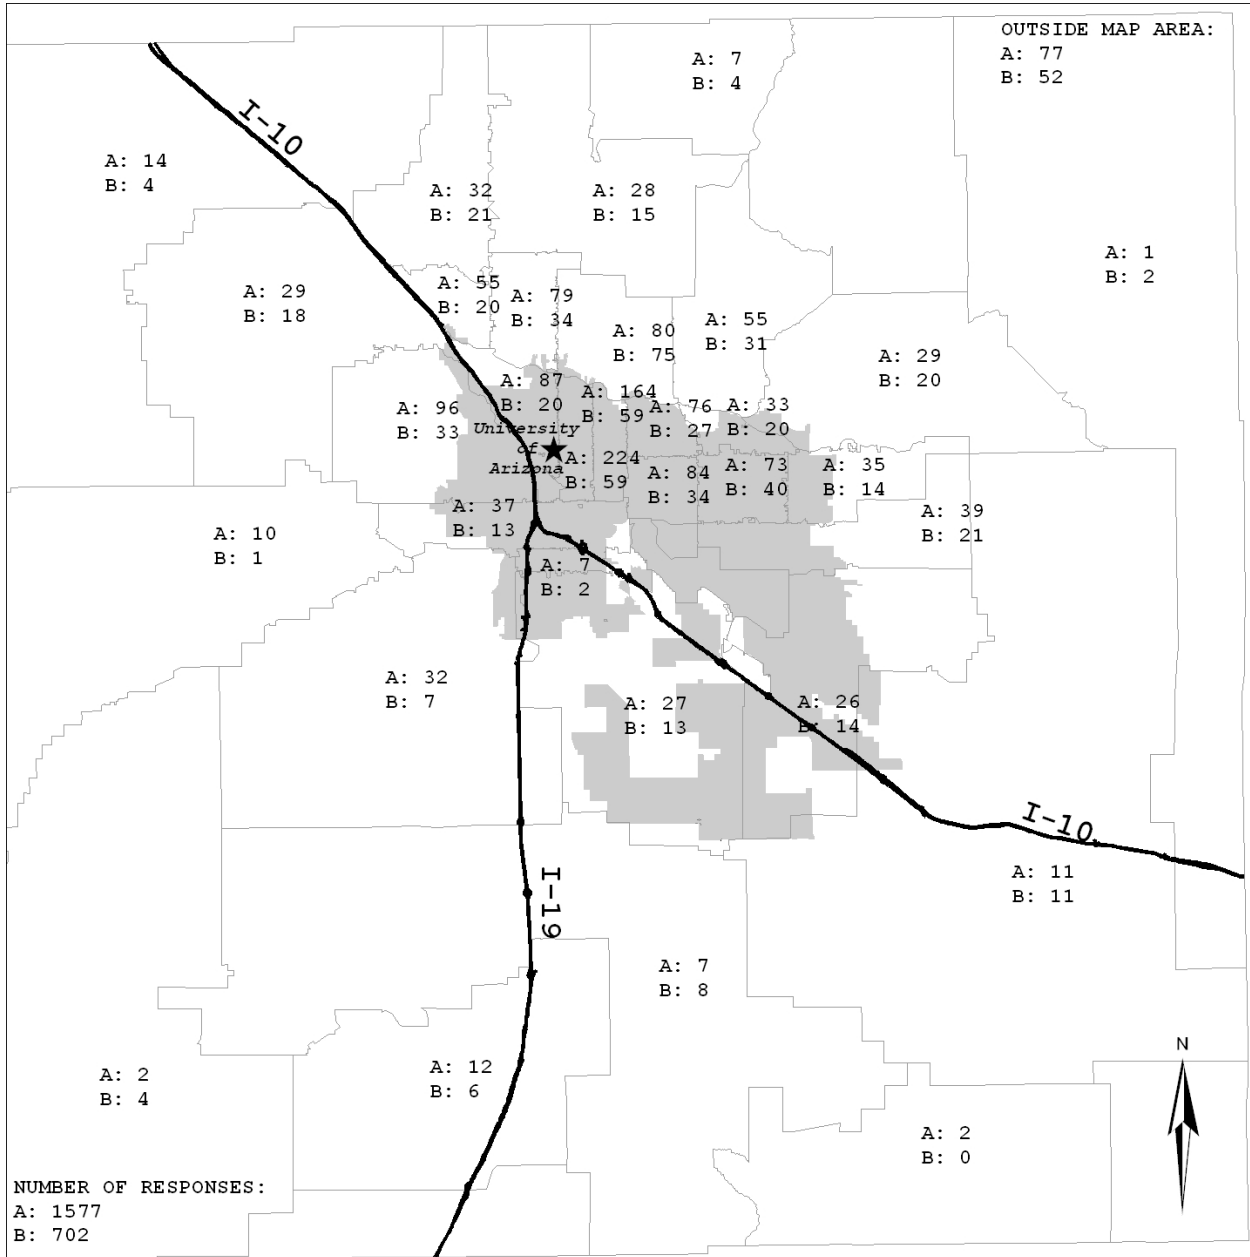 OUTSIDE MAP AREA:
A: 77
B: 52
A: 7
B: 4
I-10
A: 14
B: 4
A: 32
B: 21
A: 28
B: 15
A: 1
B: 2
A: 29
B: 18
A: 55
B: 20
A: 79
B: 34
A: 80
B: 75
A: 55
B: 31
A: 29
B: 20
A: 87
B: 20
A: 164
B: 59
A: 96
B: 33
A: 76
B: 27
A: 33
B: 20
University
of
Arizona
A: 224
B: 59
A: 84
B: 34
A: 73
B: 40
A: 35
B: 14
A: 37
B: 13
A: 39
B: 21
A: 10
B: 1
A: 7
B: 2
A: 32
B: 7
A: 27
B: 13
A: 26
B: 14
I-10
A: 11
B: 11
I-19
A: 7
B: 8
N
A: 2
B: 4
A: 12
B: 6
A: 2
B: 0
NUMBER OF RESPONSES:
A: 1577
B: 702